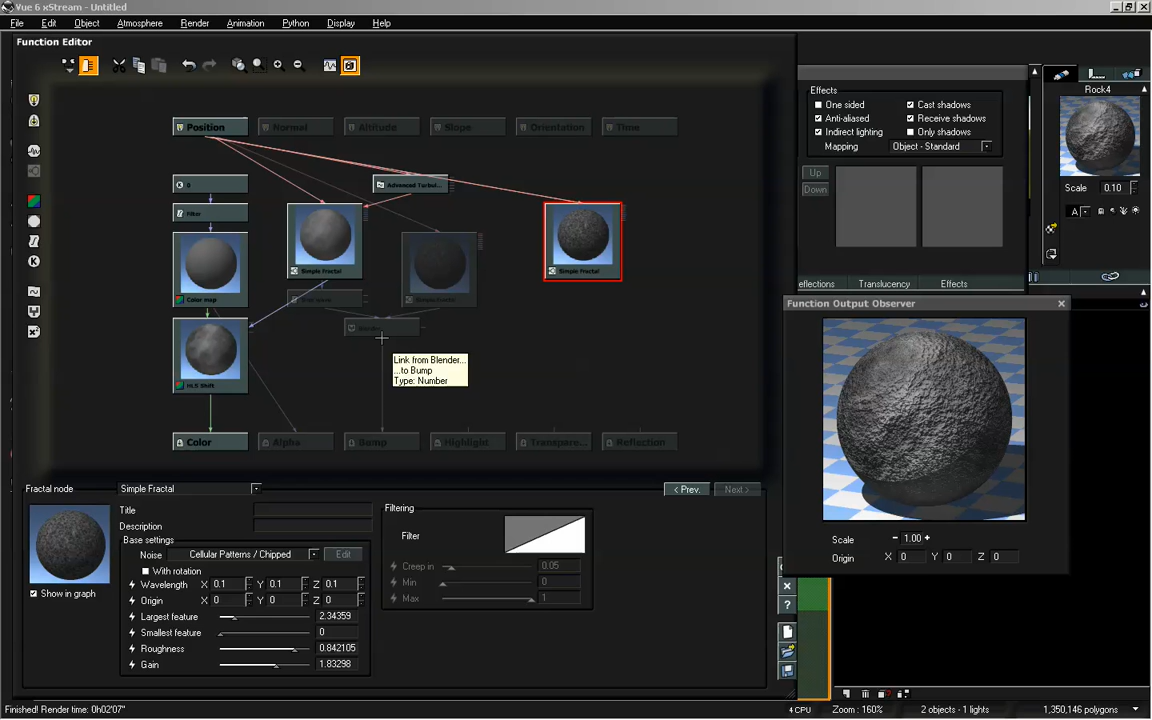 Vue 6 xStream - Untitled
File Edit Object Atmosphere Render Animation Python Display Help
Function Editor
Position Normal Altitude Slope Orientation Time
0
Advanced Turbul...
Filter
Simple Fractal
Simple Fractal
Color map
Blender
HLS Shift
Link from Blender...
...to Bump
Type: Number
Color Alpha Bump Highlight Transpare... Reflection
Fractal node Simple Fractal < Prev. Next >
Title
Description
Base settings
Noise Cellular Patterns / Chipped Edit
With rotation
Wavelength X 0.1 Y 0.1 Z 0.1
Origin X 0 Y 0 Z 0
Largest feature 2.34359
Smallest feature 0
Roughness 0.842105
Gain 1.83298
Show in graph
Filtering
Filter
Creep in 0.05
Min 0
Max 1
Effects
One sided Cast shadows
Anti-aliased Receive shadows
Indirect lighting Only shadows
Mapping Object - Standard
Up
Down
eflections Translucency Effects
Rock4
Scale 0.10
A
Function Output Observer
Scale 1.00
Origin X 0 Y 0 Z 0
Finished! Render time: 0h02'07" 4 CPU Zoom : 160% 2 objects - 1 lights 1,350,146 polygons